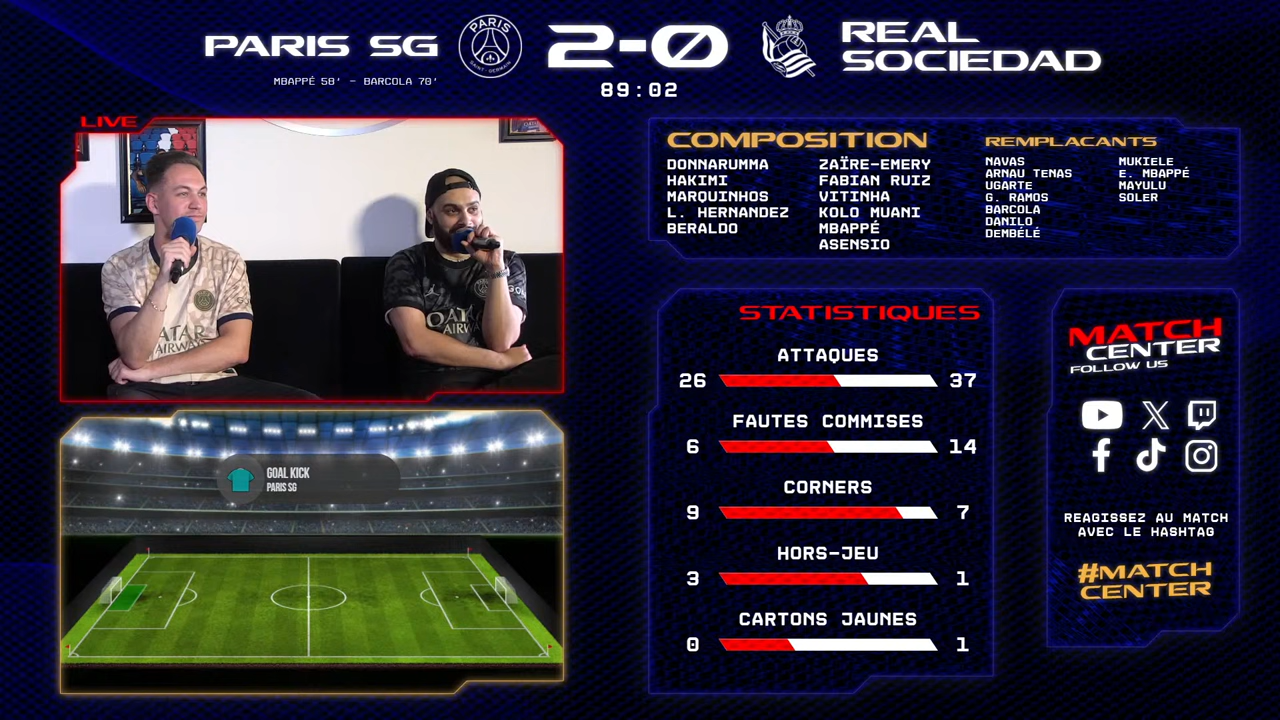 PARIS SG
PARIS
SAINT-GERMAIN
2-0
REAL
SOCIEDAD
MBAPPÉ 58' - BARCOLA 70'
89:02
LIVE
QATAR
AIRWAYS
QATAR
AIRW
COMPOSITION
DONNARUMMA
HAKIMI
MARQUINHOS
L. HERNANDEZ
BERALDO
ZAÏRE-EMERY
FABIAN RUIZ
VITINHA
KOLO MUANI
MBAPPÉ
ASENSIO
REMPLACANTS
NAVAS
ARNAU TENAS
UGARTE
G. RAMOS
BARCOLA
DANILO
DEMBÉLÉ
MUKIELE
E. MBAPPÉ
MAYULU
SOLER
GOAL KICK
PARIS SG
STATISTIQUES
ATTAQUES
26 37
FAUTES COMMISES
6 14
CORNERS
9 7
HORS-JEU
3 1
CARTONS JAUNES
0 1
MATCH
CENTER
FOLLOW US
REAGISSEZ AU MATCH
AVEC LE HASHTAG
#MATCH
CENTER